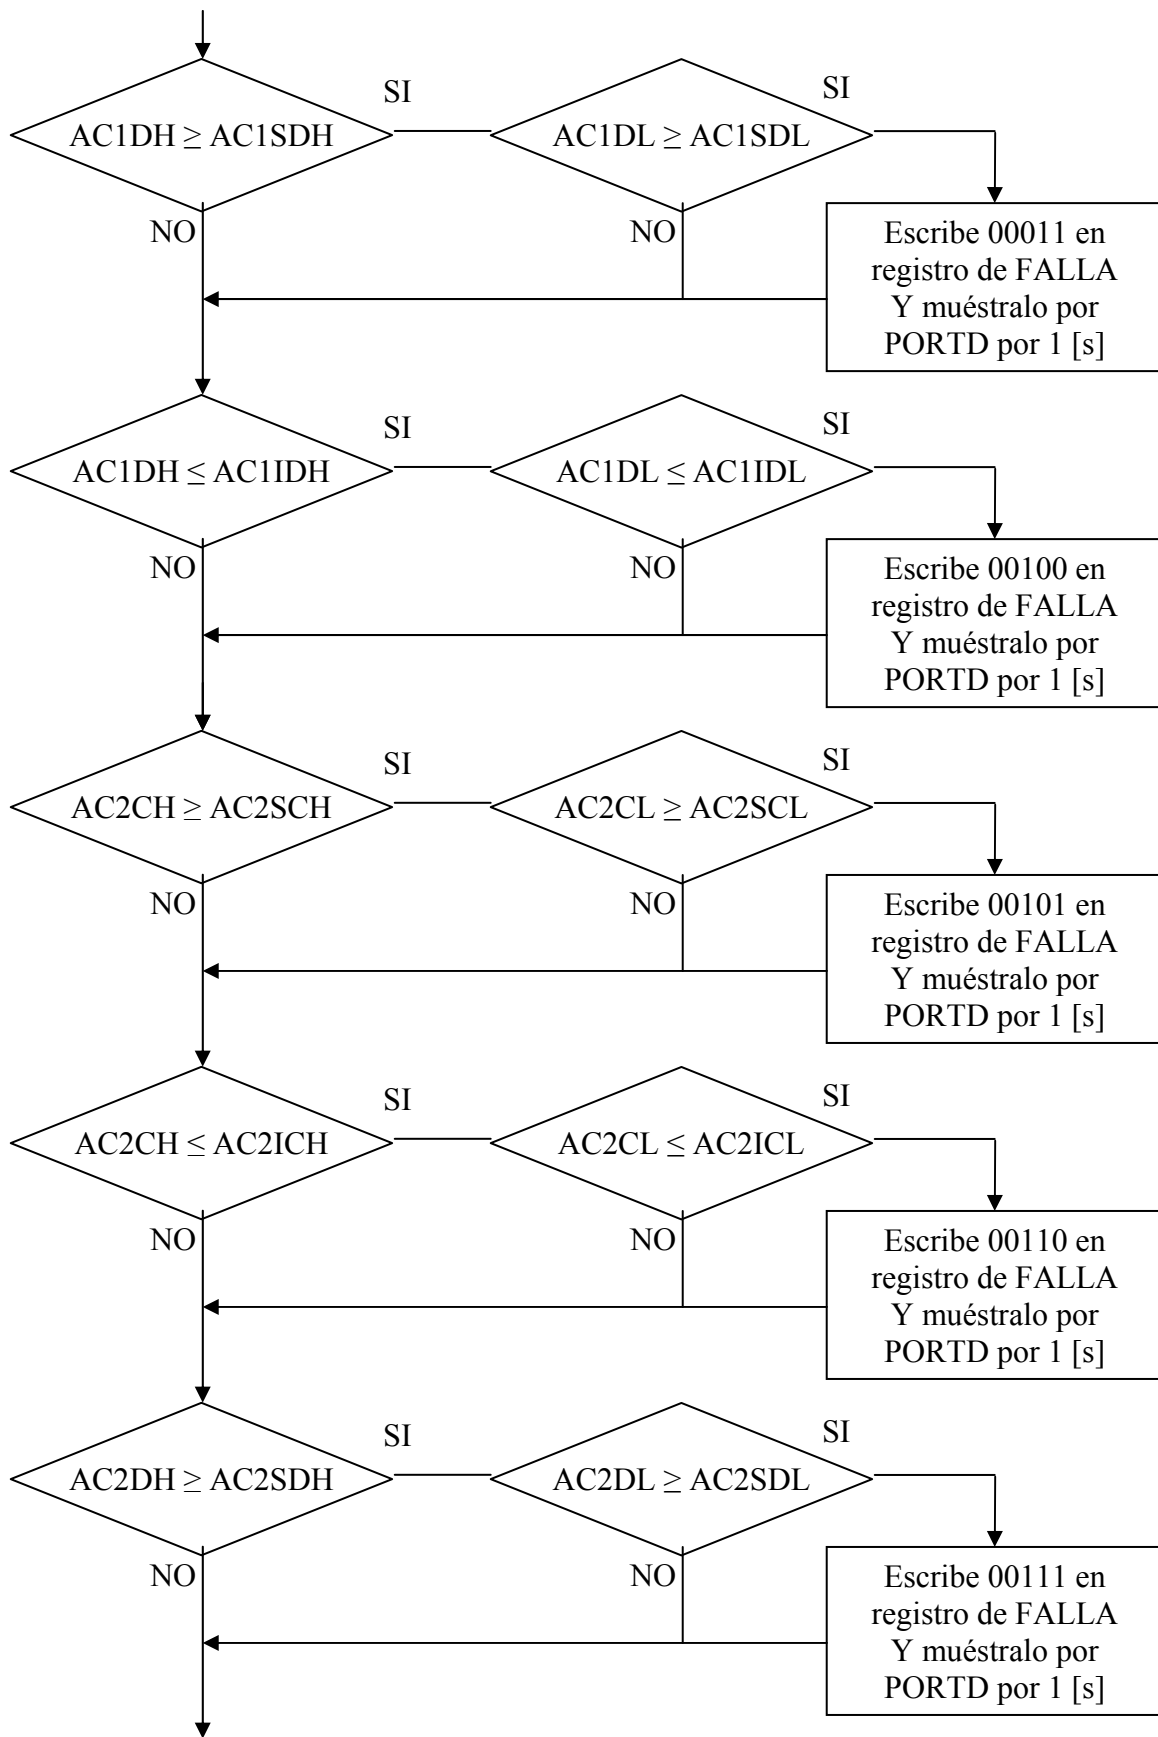 SI
SI
AC1DH ≥ AC1SDH
AC1DL ≥ AC1SDL
NO
NO
Escribe 00011 en
registro de FALLA
Y muéstralo por
PORTD por 1 [s]
SI
SI
AC1DH ≤ AC1IDH
AC1DL ≤ AC1IDL
NO
NO
Escribe 00100 en
registro de FALLA
Y muéstralo por
PORTD por 1 [s]
SI
SI
AC2CH ≥ AC2SCH
AC2CL ≥ AC2SCL
NO
NO
Escribe 00101 en
registro de FALLA
Y muéstralo por
PORTD por 1 [s]
SI
SI
AC2CH ≤ AC2ICH
AC2CL ≤ AC2ICL
NO
NO
Escribe 00110 en
registro de FALLA
Y muéstralo por
PORTD por 1 [s]
SI
SI
AC2DH ≥ AC2SDH
AC2DL ≥ AC2SDL
NO
NO
Escribe 00111 en
registro de FALLA
Y muéstralo por
PORTD por 1 [s]